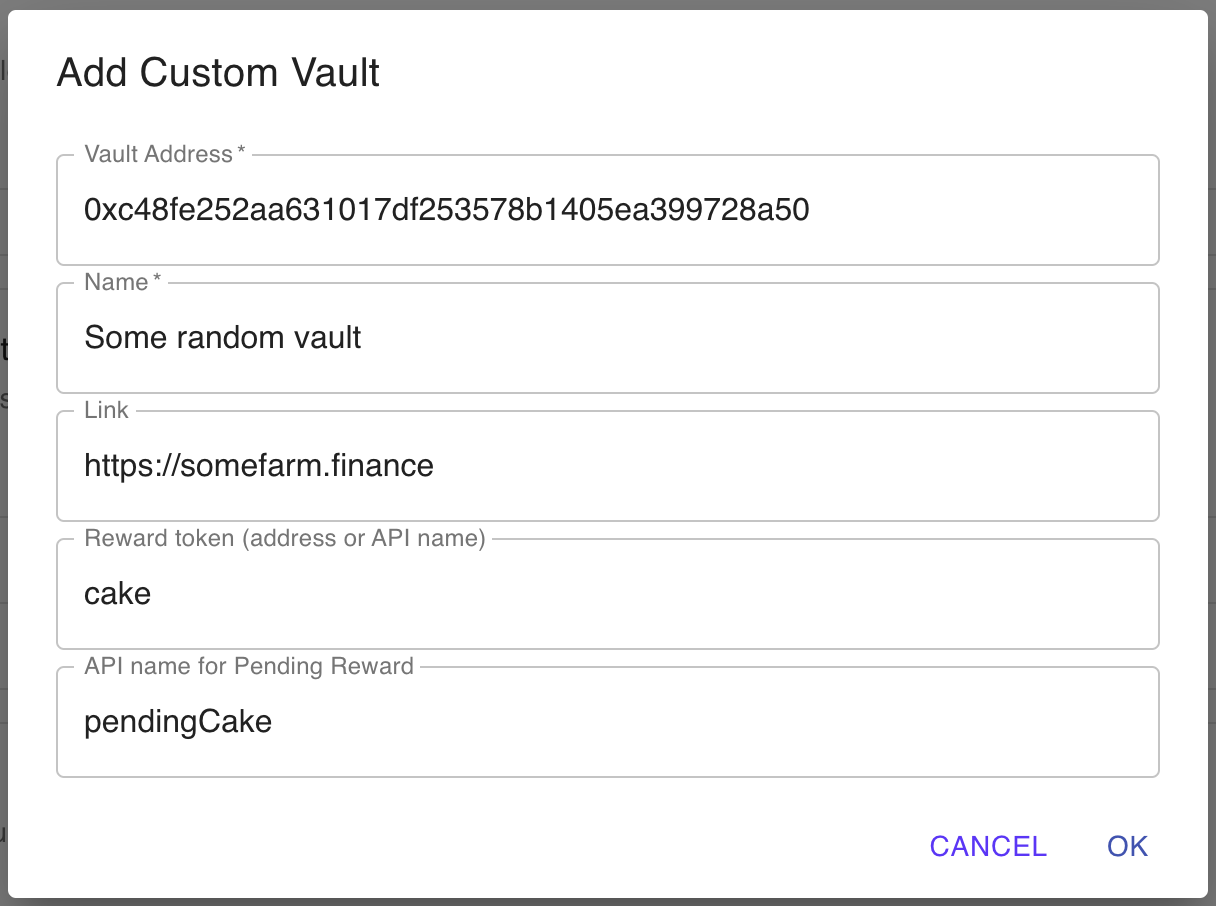 Add Custom Vault
Vault Address *
0xc48fe252aa631017df253578b1405ea399728a50
Name *
Some random vault
Link
https://somefarm.finance
Reward token (address or API name)
cake
API name for Pending Reward
pendingCake
CANCEL OK